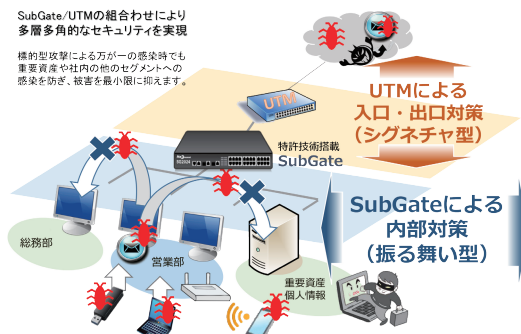 SubGate/UTMの組合わせにより
多層多角的なセキュリティを実現
標的型攻撃による万が一の感染時でも
重要資産や社内の他のセグメントへの
感染を防ぎ、被害を最小限に抑えます。
UTM
UTMによる
入口・出口対策
（シグネチャ型）
特許技術搭載
SubGate
SubGateによる
内部対策
（振る舞い型）
総務部
営業部
重要資産
個人情報